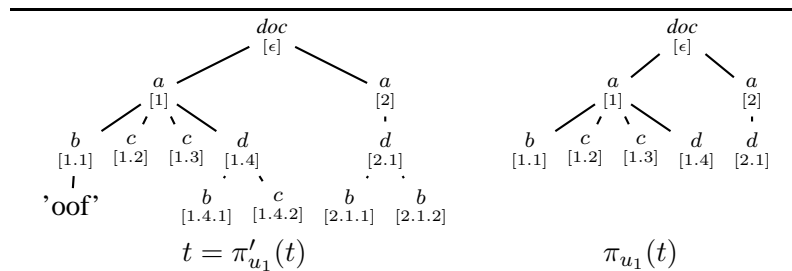 doc doc
[ϵ] [ϵ]
a a a a
[1] [2] [1] [2]
b c c d d b c c d d
[1.1] [1.2] [1.3] [1.4] [2.1] [1.1] [1.2] [1.3] [1.4] [2.1]
'oof' b c b b
[1.4.1] [1.4.2] [2.1.1] [2.1.2]
t = π′u₁(t) πu₁(t)